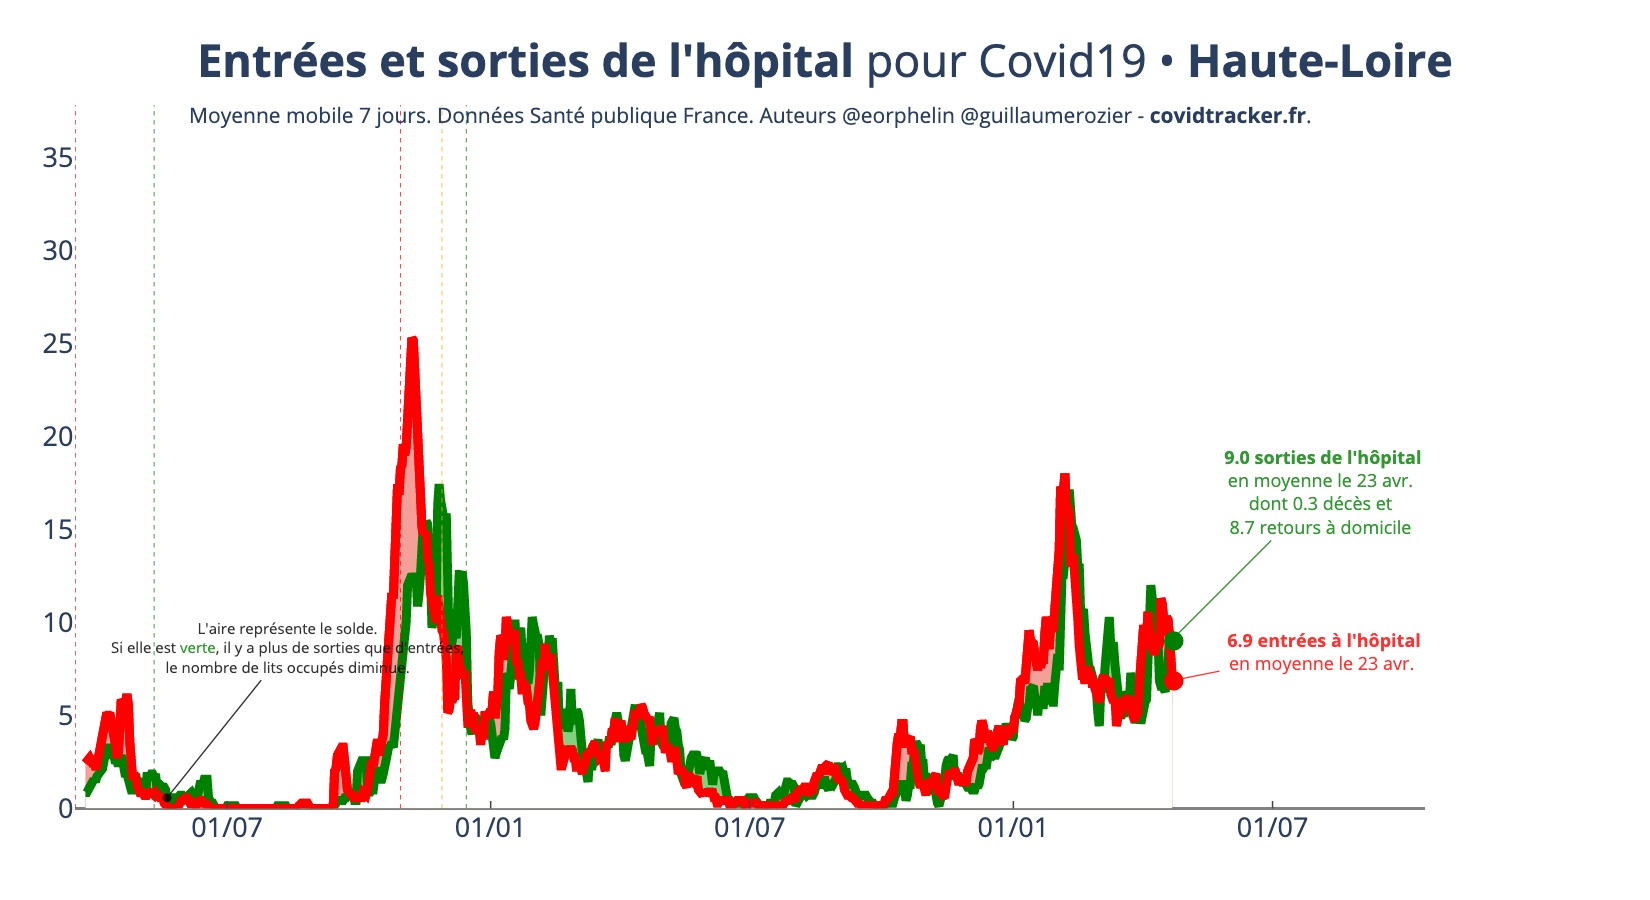 Entrées et sorties de l'hôpital pour Covid19 • Haute-Loire
Moyenne mobile 7 jours. Données Santé publique France. Auteurs @eorphelin @guillaumerozier - covidtracker.fr.
35
30
25
20
15
10
5
0
L'aire représente le solde.
Si elle est verte, il y a plus de sorties que d'entrées,
le nombre de lits occupés diminue.
9.0 sorties de l'hôpital
en moyenne le 23 avr.
dont 0.3 décès et
8.7 retours à domicile
6.9 entrées à l'hôpital
en moyenne le 23 avr.
01/07
01/01
01/07
01/01
01/07